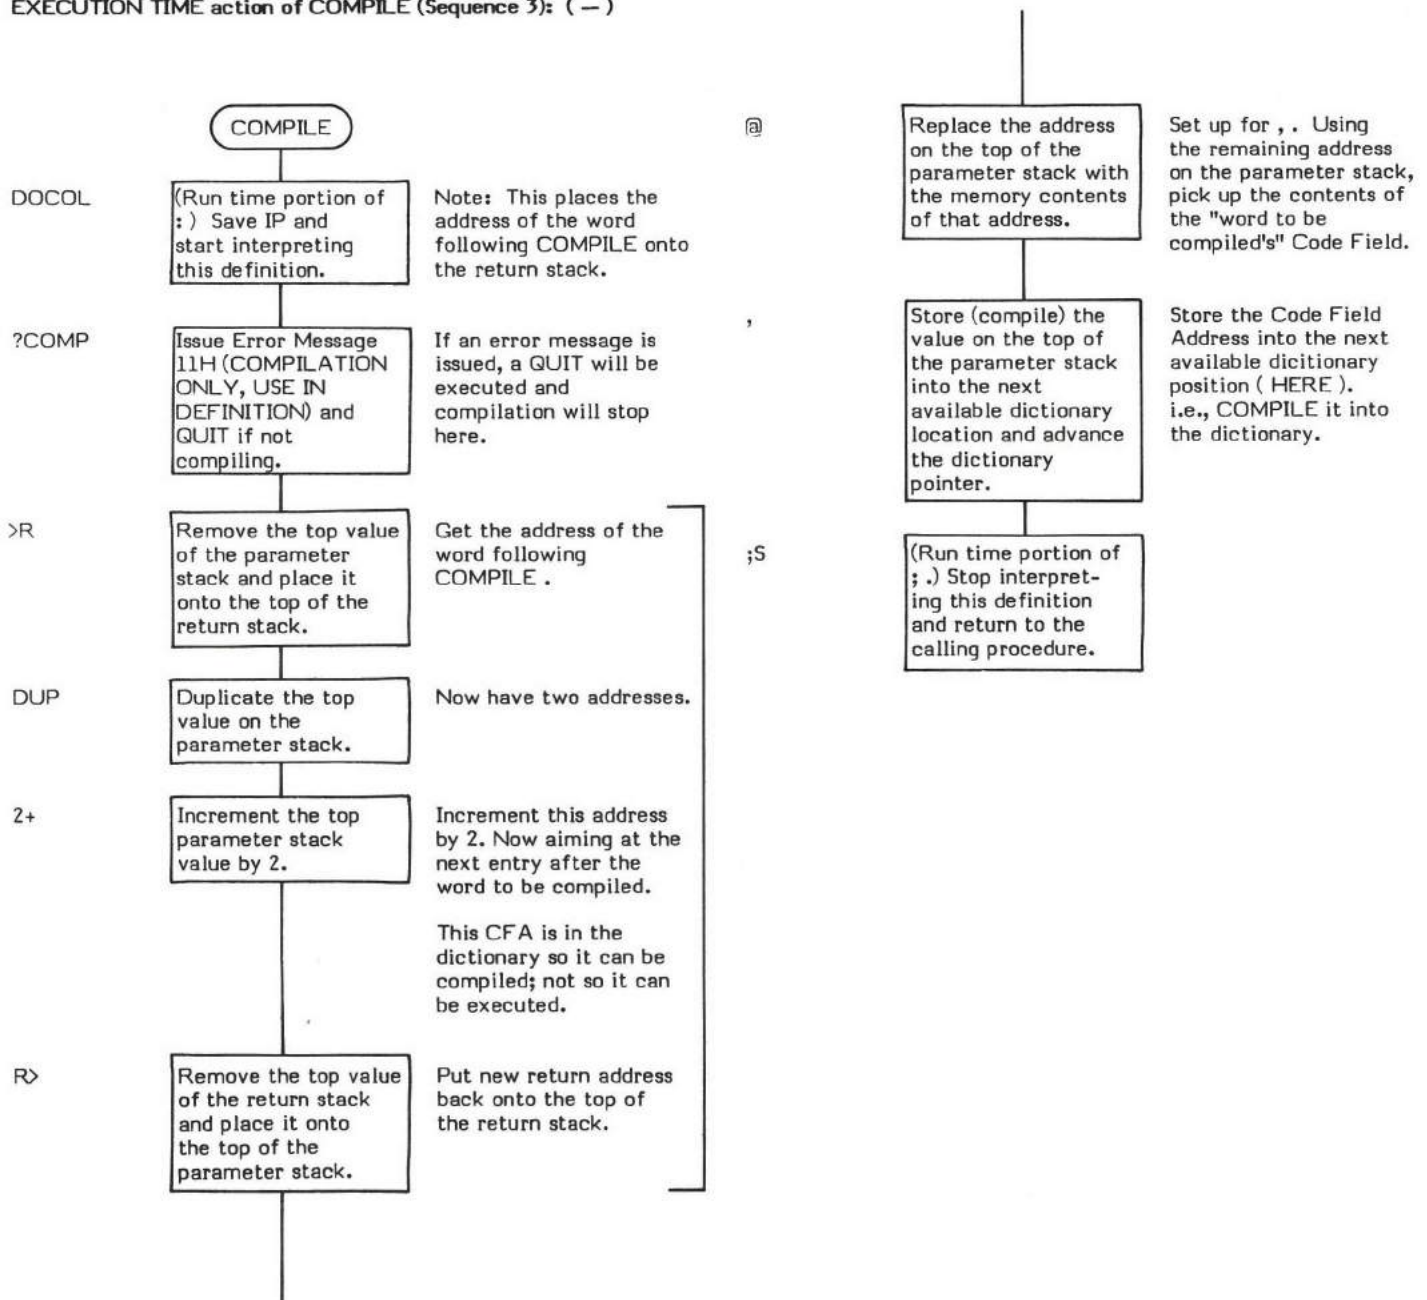 EXECUTION TIME action of COMPILE (Sequence 3): ( — )
COMPILE
DOCOL
(Run time portion of
: ) Save IP and
start interpreting
this definition.
Note: This places the
address of the word
following COMPILE onto
the return stack.
?COMP
Issue Error Message
11H (COMPILATION
ONLY, USE IN
DEFINITION) and
QUIT if not
compiling.
If an error message is
issued, a QUIT will be
executed and
compilation will stop
here.
>R
Remove the top value
of the parameter
stack and place it
onto the top of the
return stack.
Get the address of the
word following
COMPILE .
DUP
Duplicate the top
value on the
parameter stack.
Now have two addresses.
2+
Increment the top
parameter stack
value by 2.
Increment this address
by 2. Now aiming at the
next entry after the
word to be compiled.
This CFA is in the
dictionary so it can be
compiled; not so it can
be executed.
R>
Remove the top value
of the return stack
and place it onto
the top of the
parameter stack.
Put new return address
back onto the top of
the return stack.
@
Replace the address
on the top of the
parameter stack with
the memory contents
of that address.
Set up for , . Using
the remaining address
on the parameter stack,
pick up the contents of
the "word to be
compiled's" Code Field.
,
Store (compile) the
value on the top of
the parameter stack
into the next
available dictionary
location and advance
the dictionary
pointer.
Store the Code Field
Address into the next
available dicitionary
position ( HERE ).
i.e., COMPILE it into
the dictionary.
;S
(Run time portion of
; .) Stop interpret-
ing this definition
and return to the
calling procedure.